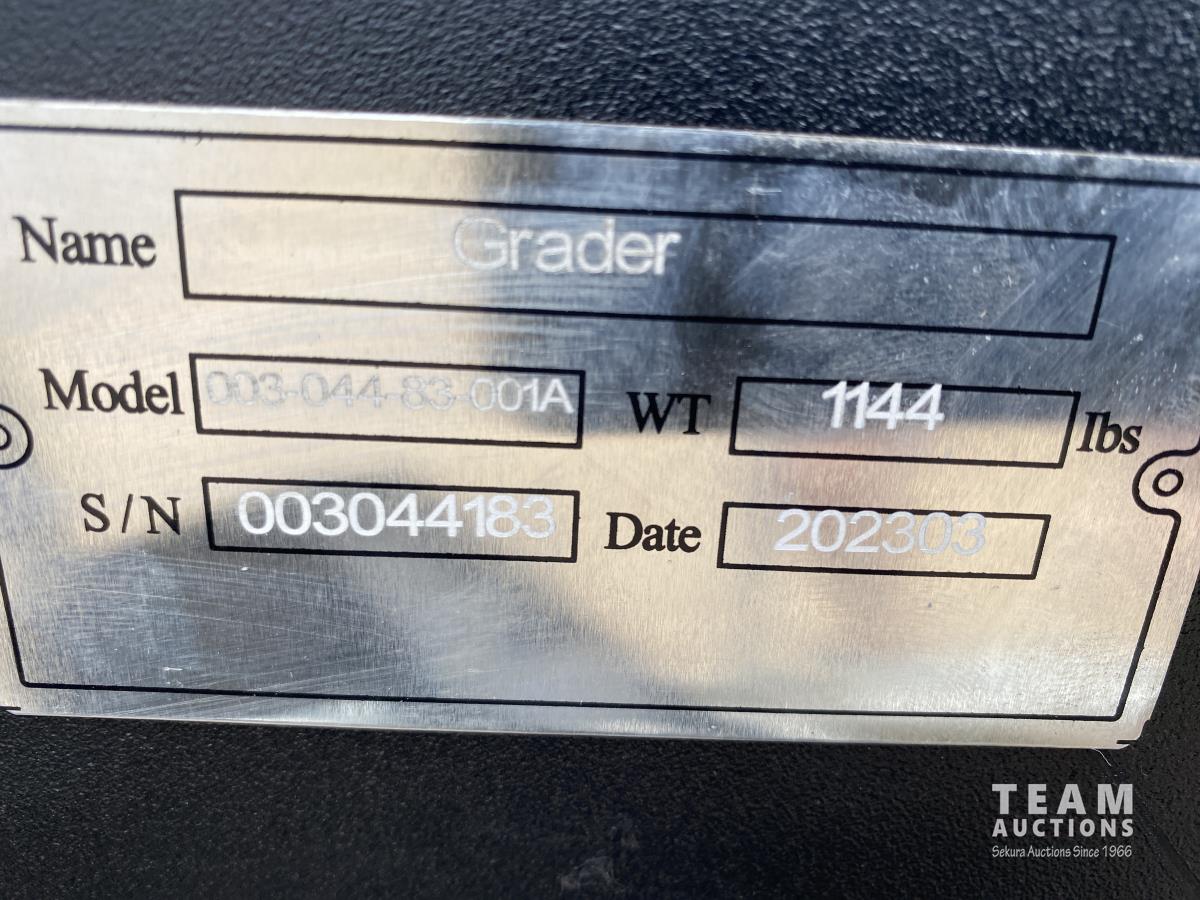 Name Grader
Model 003-044-83-001A WT 1144 lbs
S/N 003044183 Date 202303
TEAM
AUCTIONS
Sekura Auctions Since 1966